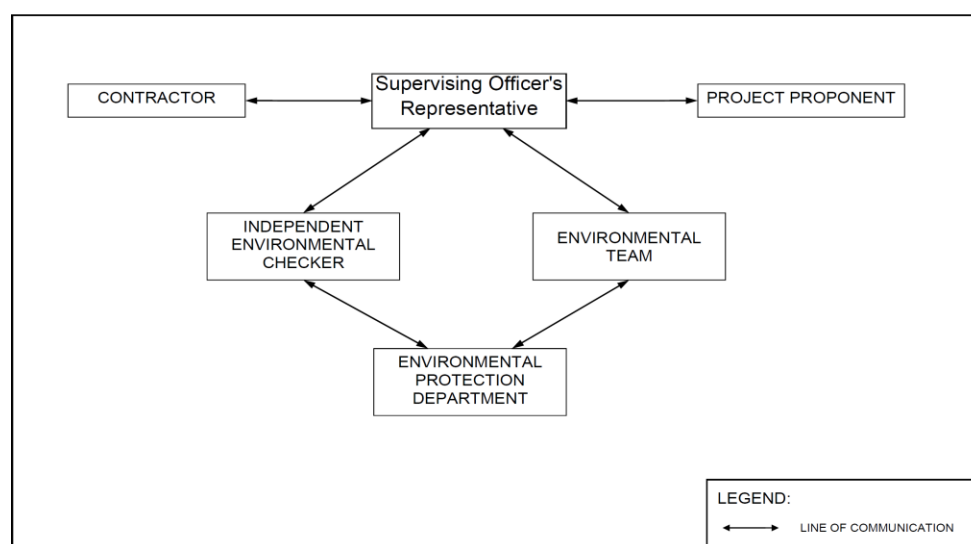 Supervising Officer's
Representative
CONTRACTOR
PROJECT PROPONENT
INDEPENDENT
ENVIRONMENTAL
CHECKER
ENVIRONMENTAL
TEAM
ENVIRONMENTAL
PROTECTION
DEPARTMENT
LEGEND:
LINE OF COMMUNICATION